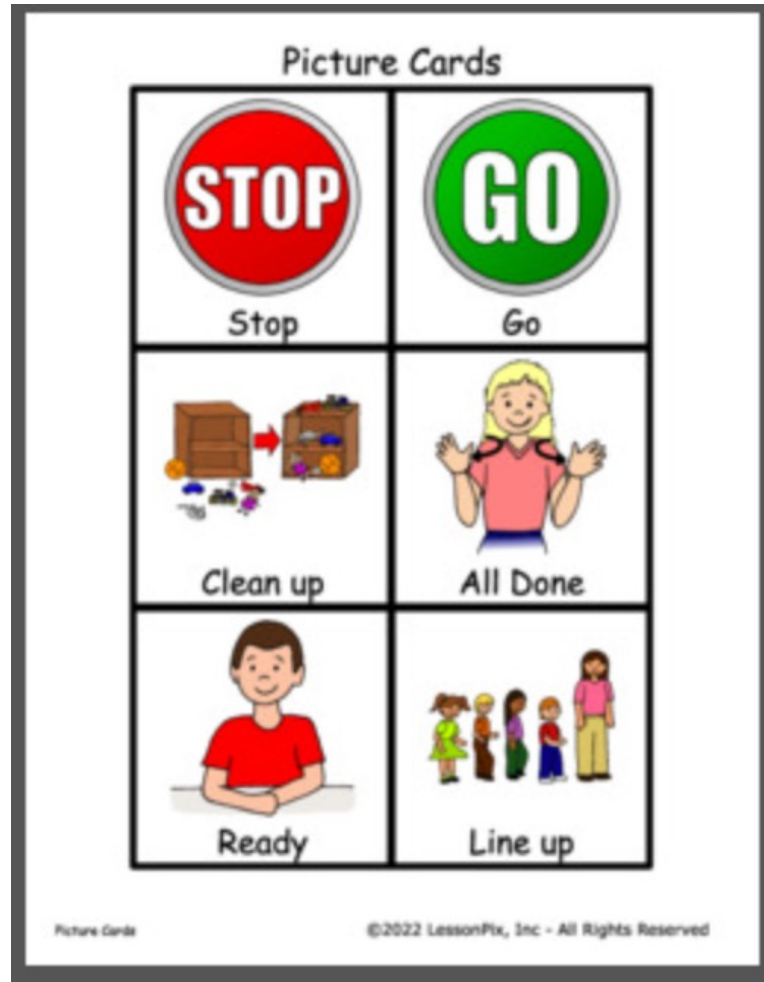 Picture Cards
STOP GO
Stop Go
Clean up All Done
Ready Line up
Picture Cards ©2022 LessonPix, Inc - All Rights Reserved